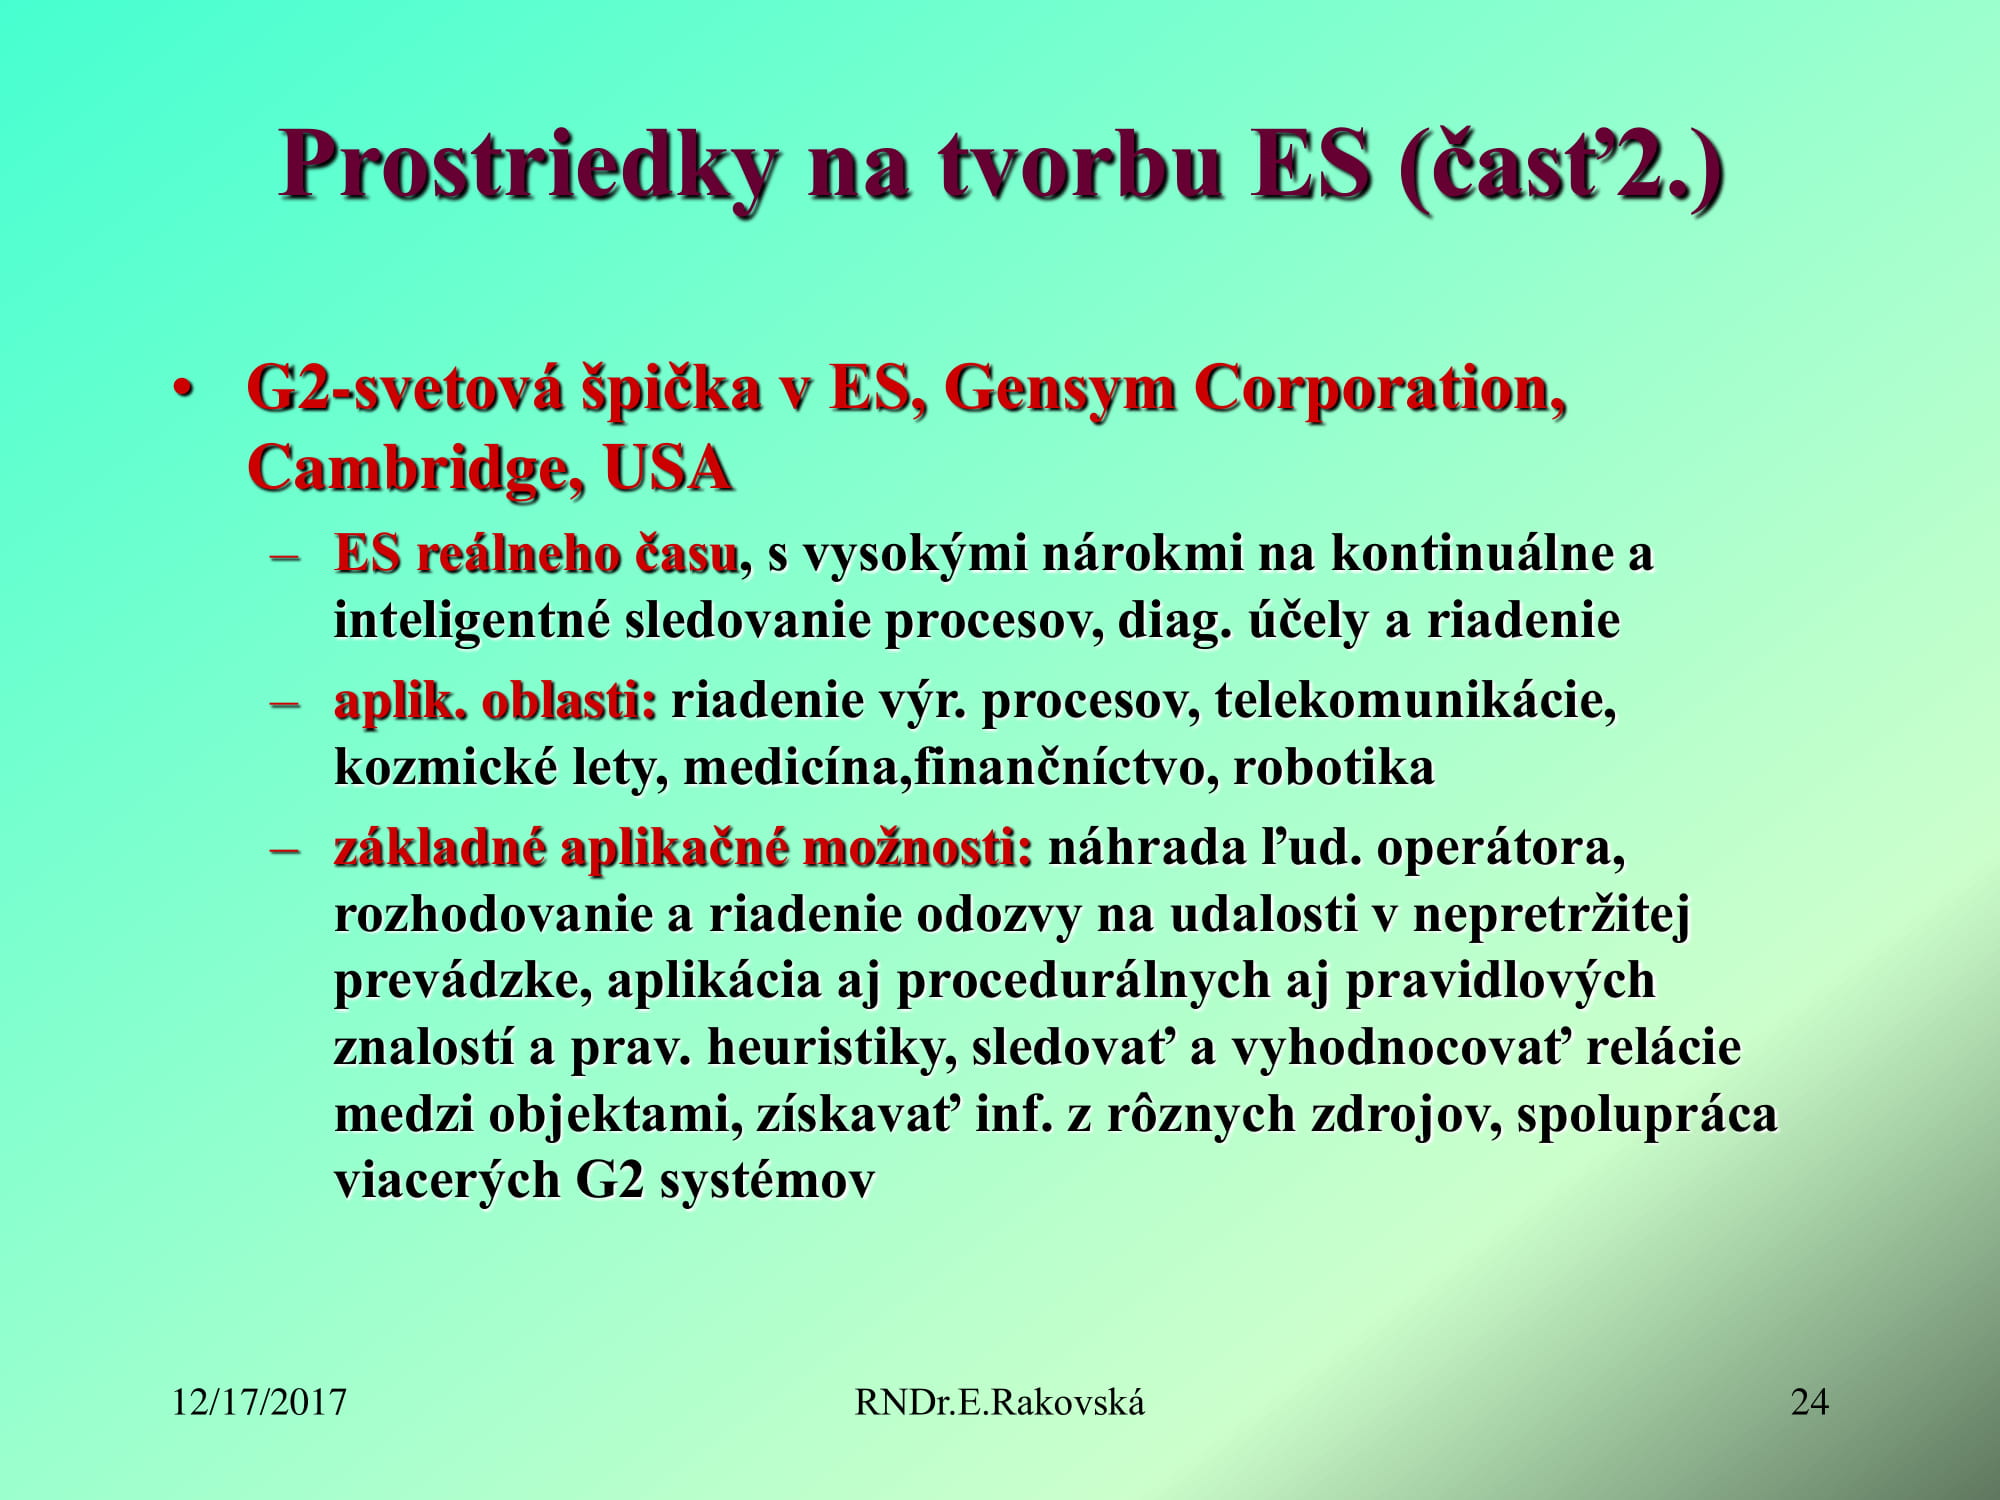 Prostriedky na tvorbu ES (časť2.)
• G2-svetová špička v ES, Gensym Corporation,
Cambridge, USA
– ES reálneho času, s vysokými nárokmi na kontinuálne a
inteligentné sledovanie procesov, diag. účely a riadenie
– aplik. oblasti: riadenie výr. procesov, telekomunikácie,
kozmické lety, medicína,finančníctvo, robotika
– základné aplikačné možnosti: náhrada ľud. operátora,
rozhodovanie a riadenie odozvy na udalosti v nepretržitej
prevádzke, aplikácia aj procedurálnych aj pravidlových
znalostí a prav. heuristiky, sledovať a vyhodnocovať relácie
medzi objektami, získavať inf. z rôznych zdrojov, spolupráca
viacerých G2 systémov
12/17/2017
RNDr.E.Rakovská
24